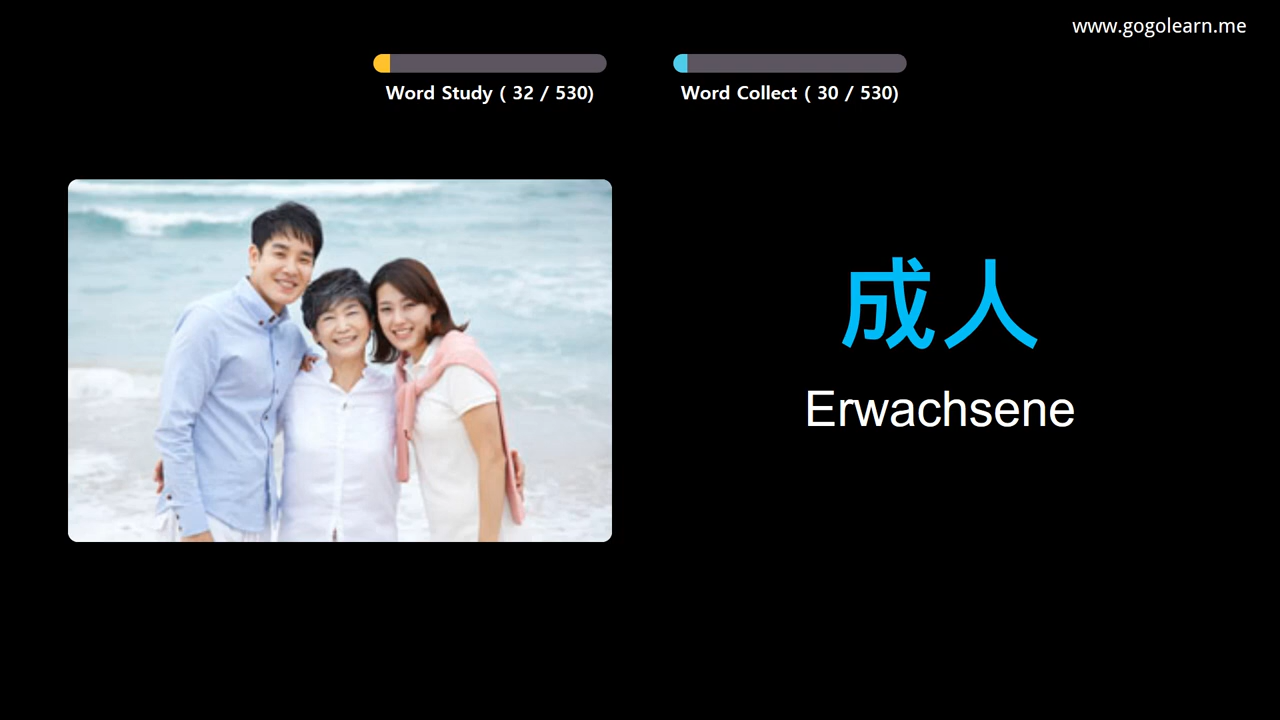 www.gogolearn.me
Word Study ( 32 / 530)
Word Collect ( 30 / 530)
成人
Erwachsene